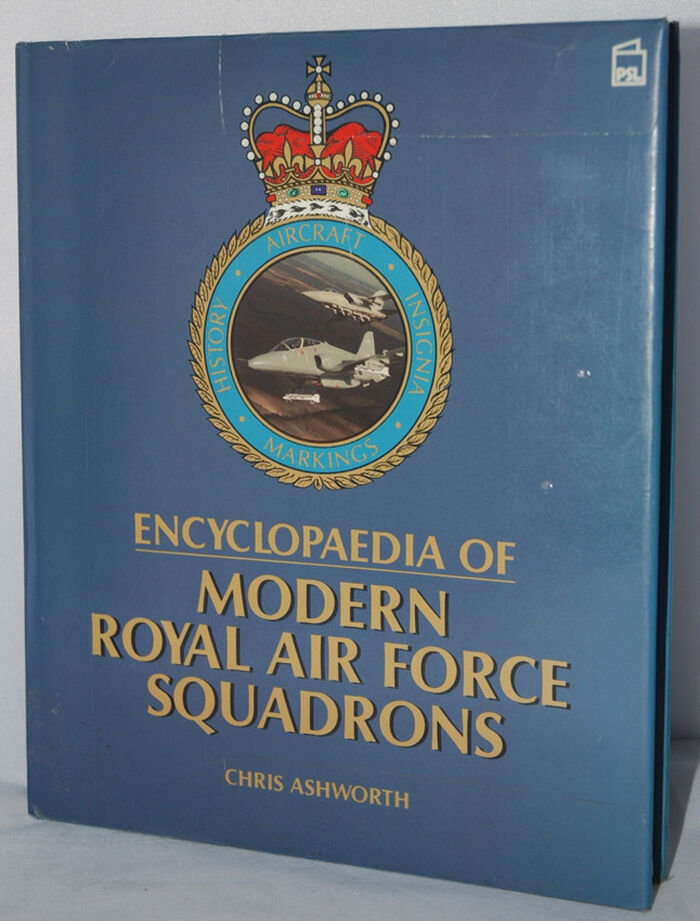 PSL
AIRCRAFT
HISTORY
INSIGNIA
MARKINGS
ENCYCLOPAEDIA OF
MODERN
ROYAL AIR FORCE
SQUADRONS
CHRIS ASHWORTH